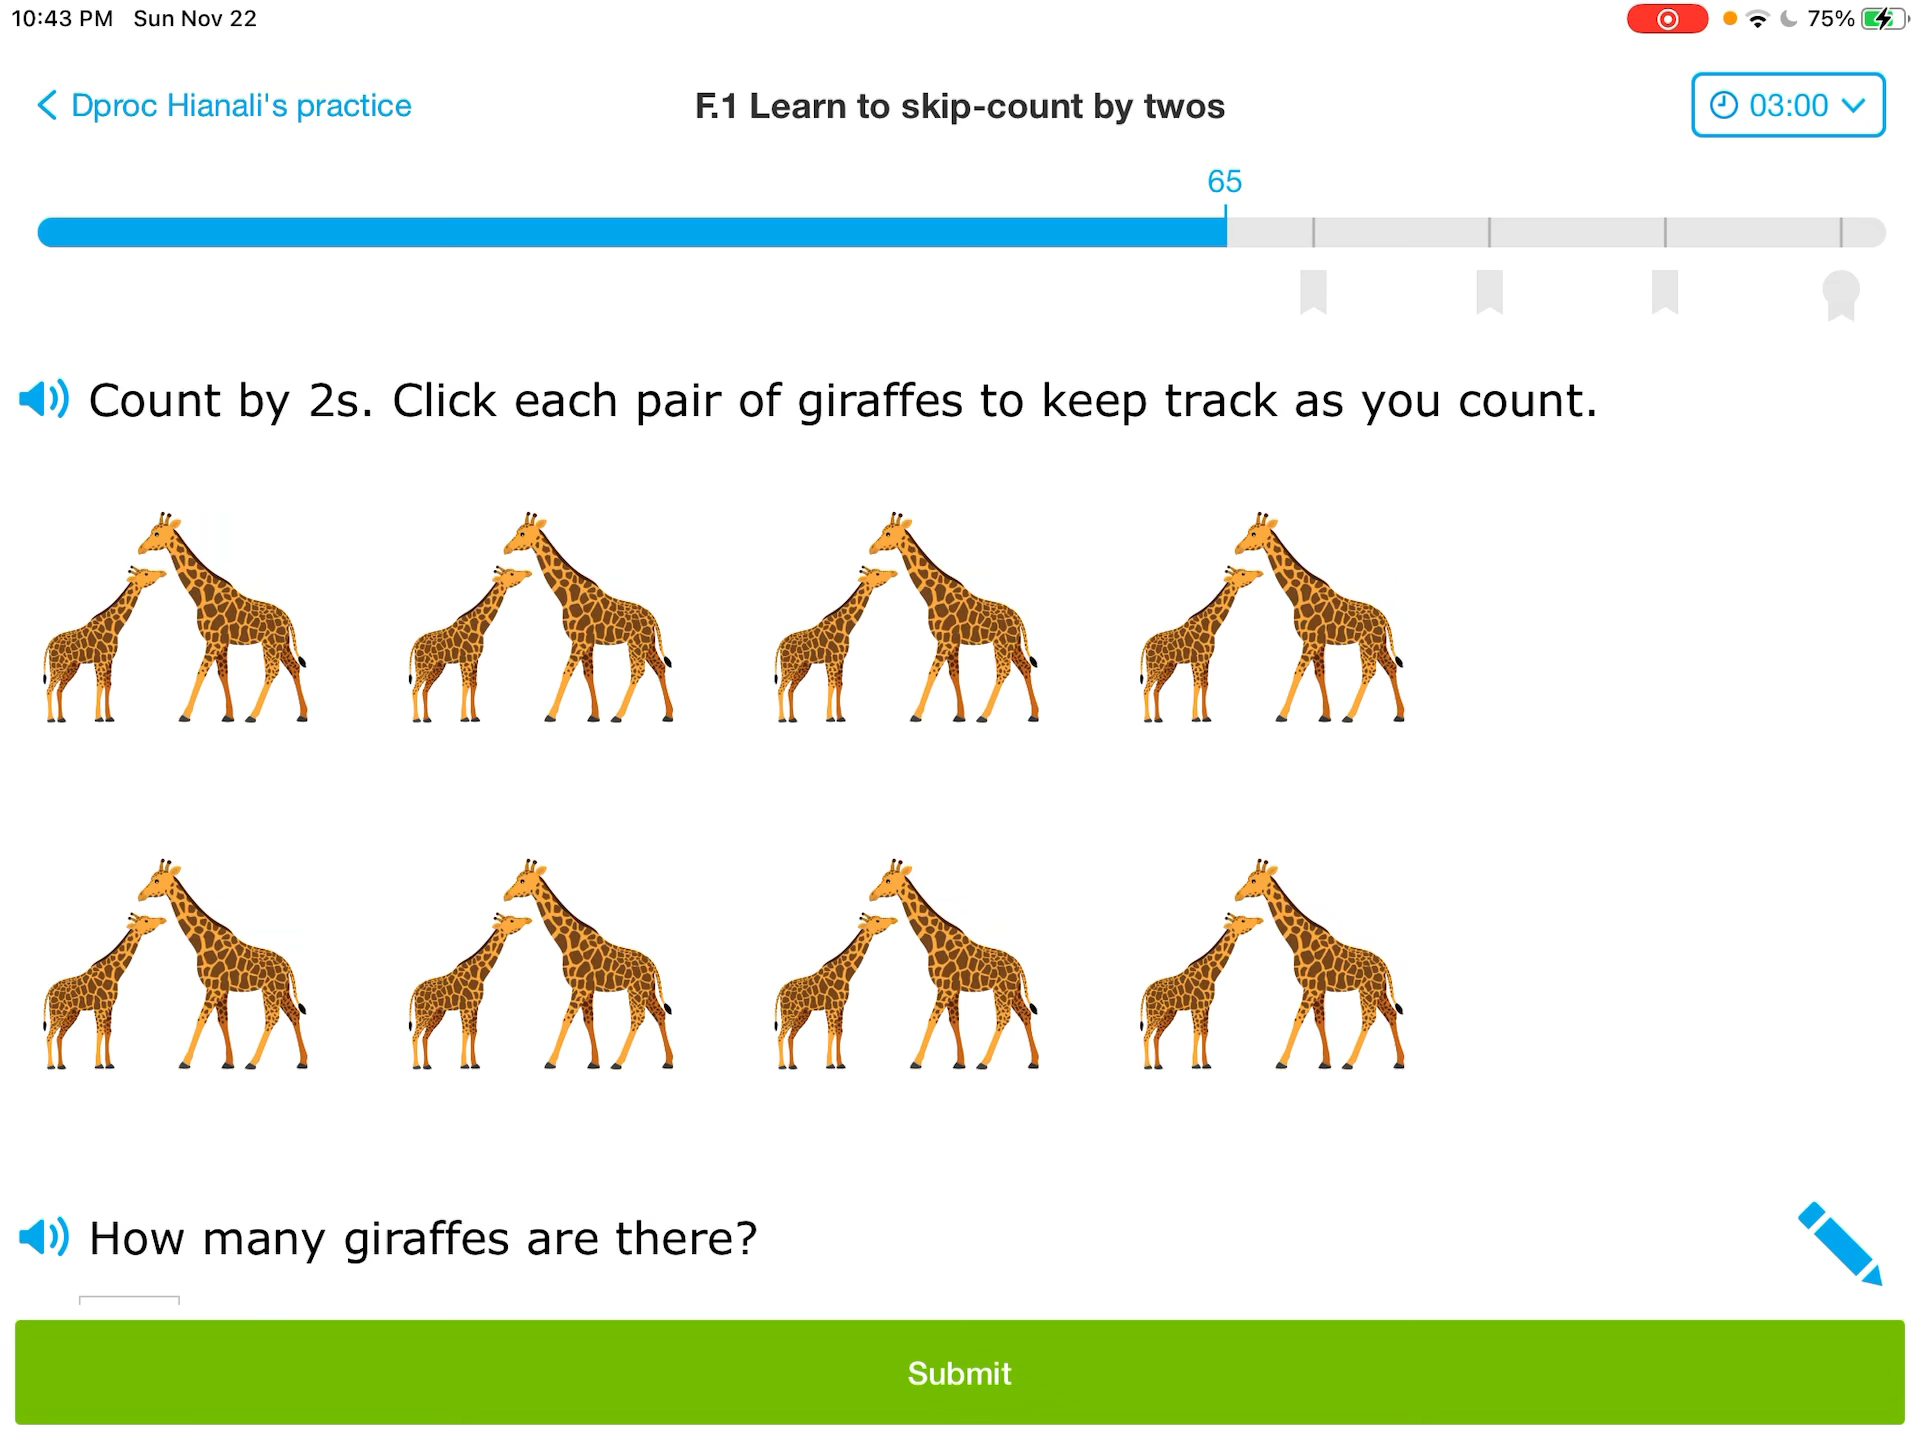 10:43 PM Sun Nov 22 75%
Dproc Hianali's practice F.1 Learn to skip-count by twos 03:00
65
Count by 2s. Click each pair of giraffes to keep track as you count.
How many giraffes are there?
Submit